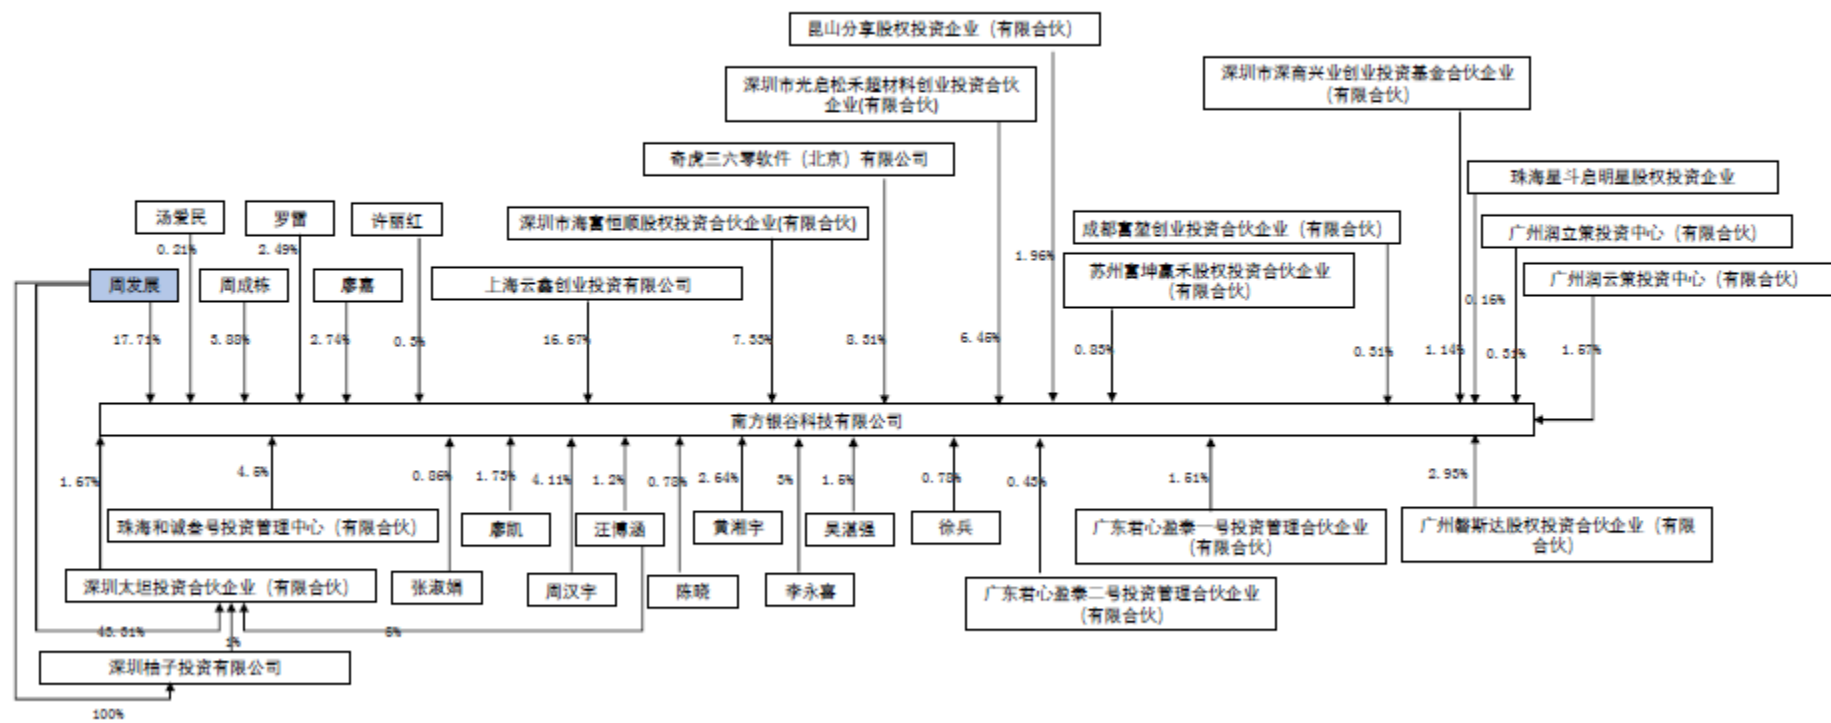 昆山分享股权投资企业（有限合伙）
深圳市光启松禾超材料创业投资合伙
企业(有限合伙)
深圳市深商兴业创业投资基金合伙企业
（有限合伙）
奇虎三六零软件（北京）有限公司
珠海星斗启明星股权投资企业
汤爱民
罗雷
许丽红
深圳市海富恒顺股权投资合伙企业(有限合伙)
成都富堃创业投资合伙企业（有限合伙）
广州润立策投资中心（有限合伙）
0.21%
2.49%
1.96%
苏州富坤赢禾股权投资合伙企业
（有限合伙）
广州润云策投资中心（有限合伙）
周发展
周成栋
廖嘉
上海云鑫创业投资有限公司
0.16%
17.71%
3.88%
2.74%
0.3%
16.67%
7.33%
8.31%
6.46%
0.83%
0.31%
1.14%
0.31%
1.57%
南方银谷科技有限公司
1.67%
4.5%
0.86%
1.73%
4.11%
1.2%
0.78%
2.64%
3%
1.5%
0.78%
0.43%
1.51%
2.93%
珠海和诚叁号投资管理中心（有限合伙）
廖凯
汪博涵
黄湘宇
吴湛强
徐兵
广东君心盈泰一号投资管理合伙企业
（有限合伙）
广州磐斯达股权投资合伙企业（有限
合伙）
深圳太坦投资合伙企业（有限合伙）
张淑娟
周汉宇
陈晓
李永喜
广东君心盈泰二号投资管理合伙企业
（有限合伙）
43.31%
1%
5%
深圳柚子投资有限公司
100%